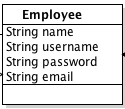 Employee
String name
String username
String password
String email